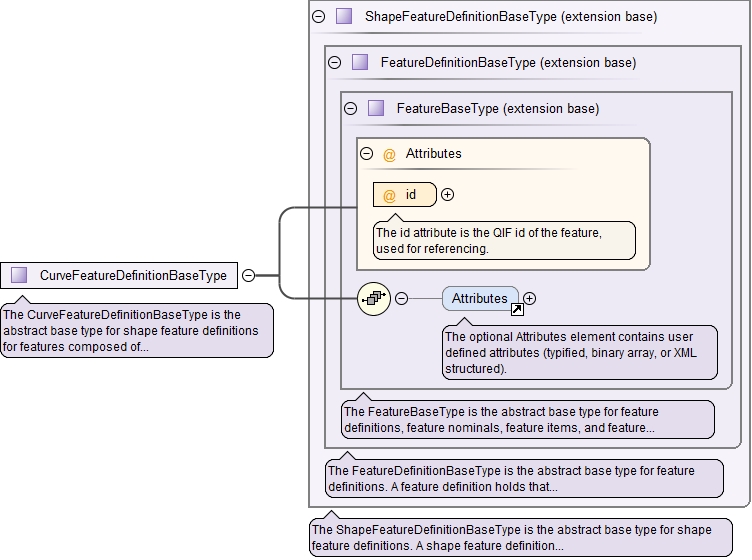 ShapeFeatureDefinitionBaseType (extension base)
FeatureDefinitionBaseType (extension base)
FeatureBaseType (extension base)
@ Attributes
@ id
The id attribute is the QIF id of the feature,
used for referencing.
CurveFeatureDefinitionBaseType
The CurveFeatureDefinitionBaseType is the
abstract base type for shape feature definitions
for features composed of...
Attributes
The optional Attributes element contains user
defined attributes (typified, binary array, or XML
structured).
The FeatureBaseType is the abstract base type for feature
definitions, feature nominals, feature items, and feature...
The FeatureDefinitionBaseType is the abstract base type for feature
definitions. A feature definition holds that...
The ShapeFeatureDefinitionBaseType is the abstract base type for shape
feature definitions. A shape feature definition...